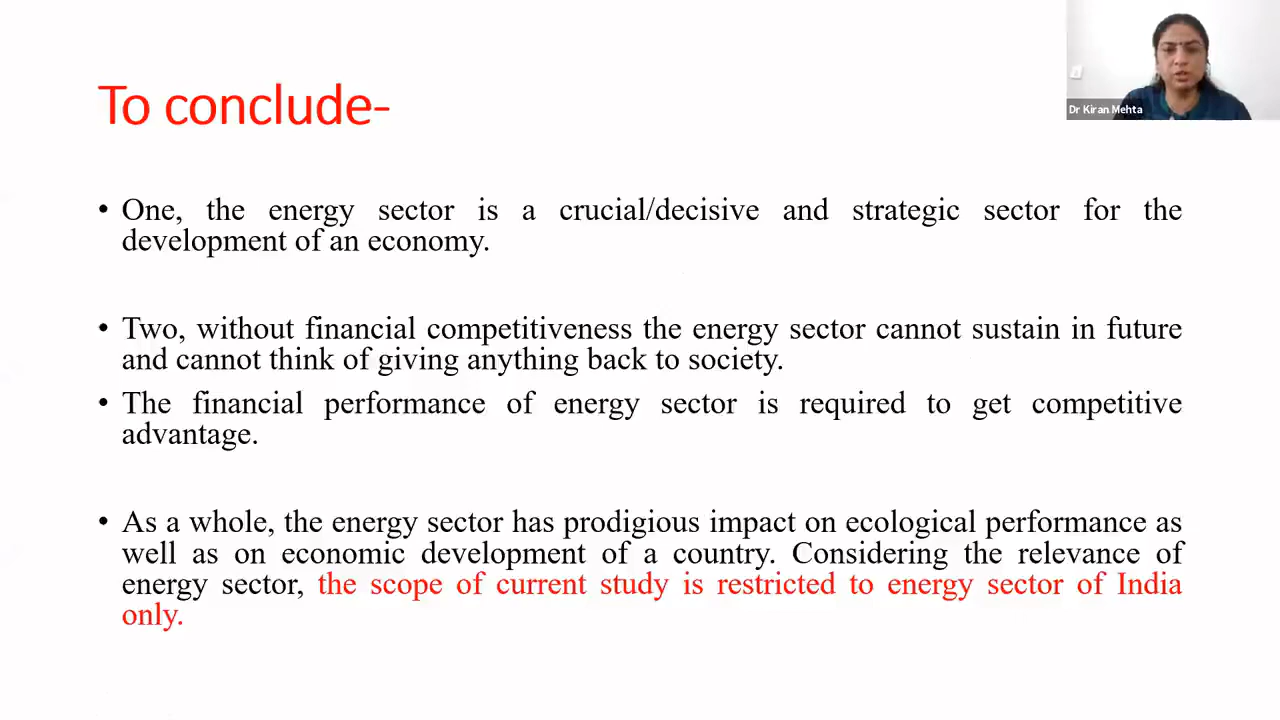 To conclude-
Dr Kiran Mehta
• One, the energy sector is a crucial/decisive and strategic sector for the
development of an economy.
• Two, without financial competitiveness the energy sector cannot sustain in future
and cannot think of giving anything back to society.
• The financial performance of energy sector is required to get competitive
advantage.
• As a whole, the energy sector has prodigious impact on ecological performance as
well as on economic development of a country. Considering the relevance of
energy sector, the scope of current study is restricted to energy sector of India
only.